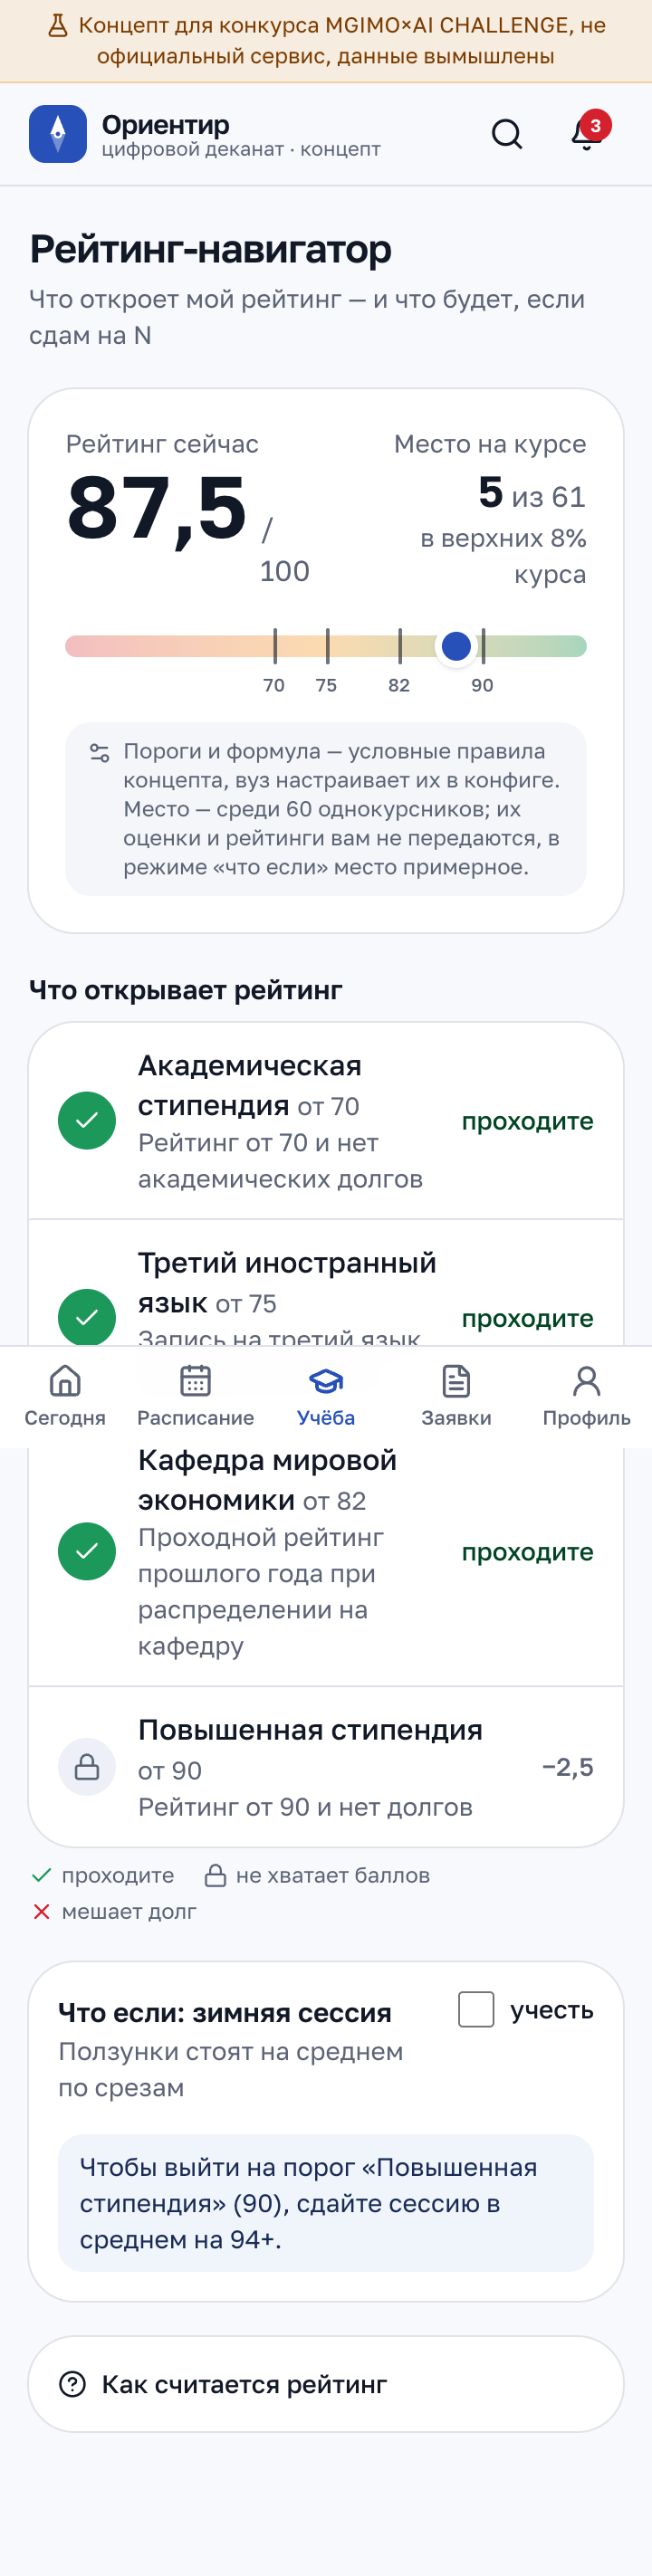 Концепт для конкурса MGIMO×AI CHALLENGE, не
официальный сервис, данные вымышлены
Ориентир
цифровой деканат · концепт
3
Рейтинг-навигатор
Что откроет мой рейтинг — и что будет, если
сдам на N
Рейтинг сейчас
87,5 / 100
Место на курсе
5 из 61
в верхних 8%
курса
70 75 82 90
Пороги и формула — условные правила
концепта, вуз настраивает их в конфиге.
Место — среди 60 однокурсников; их
оценки и рейтинги вам не передаются, в
режиме «что если» место примерное.
Что открывает рейтинг
Академическая
стипендия от 70
Рейтинг от 70 и нет
академических долгов
проходите
Третий иностранный
язык от 75
Запись на третий язык
проходите
Сегодня
Расписание
Учёба
Заявки
Профиль
Кафедра мировой
экономики от 82
Проходной рейтинг
прошлого года при
распределении на
кафедру
проходите
Повышенная стипендия
от 90
Рейтинг от 90 и нет долгов
−2,5
проходите
не хватает баллов
мешает долг
Что если: зимняя сессия
учесть
Ползунки стоят на среднем
по срезам
Чтобы выйти на порог «Повышенная
стипендия» (90), сдайте сессию в
среднем на 94+.
Как считается рейтинг